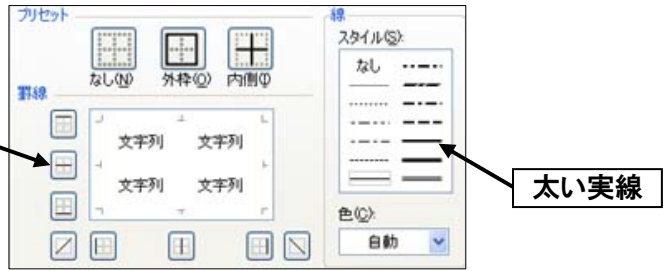 プリセット
なし(N) 外枠(O) 内側(I)
罫線
文字列 文字列
文字列 文字列
線
スタイル(S):
なし
色(C):
自動
太い実線